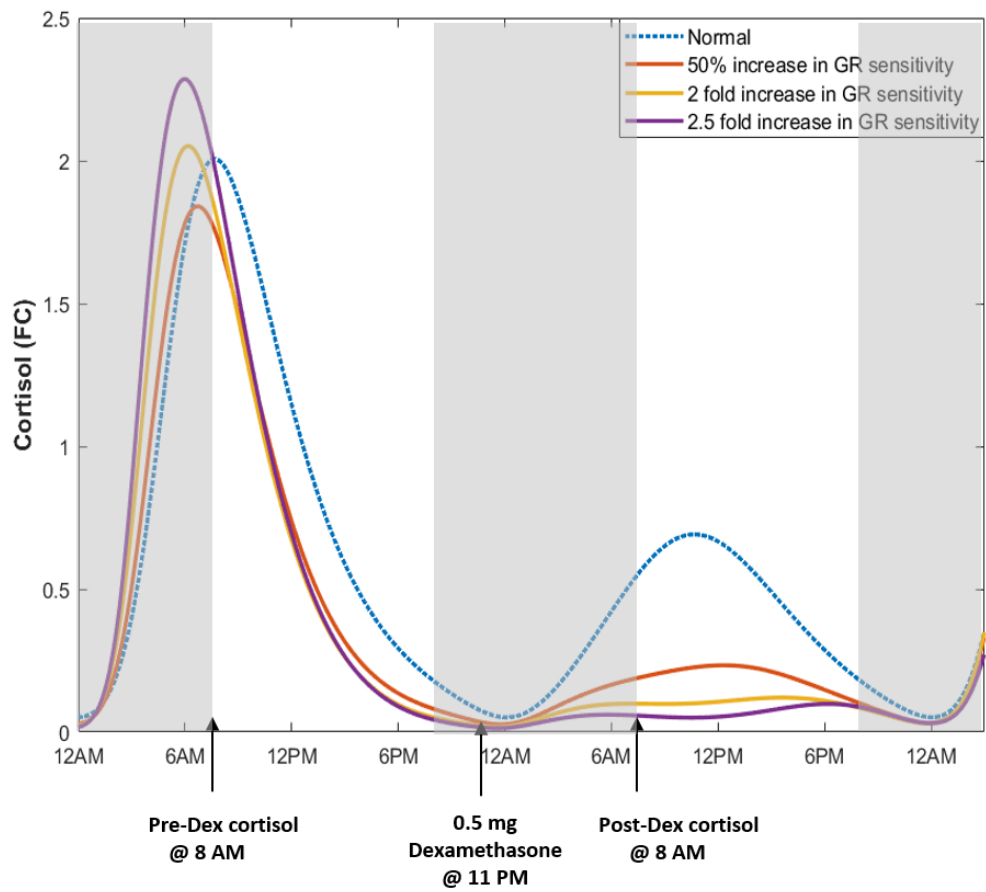 2.5
2
1.5
1
0.5
0
Cortisol (FC)
Normal
50% increase in GR sensitivity
2 fold increase in GR sensitivity
2.5 fold increase in GR sensitivity
12AM 6AM 12PM 6PM 12AM 6AM 12PM 6PM 12AM
Pre-Dex cortisol
@ 8 AM
0.5 mg
Dexamethasone
@ 11 PM
Post-Dex cortisol
@ 8 AM